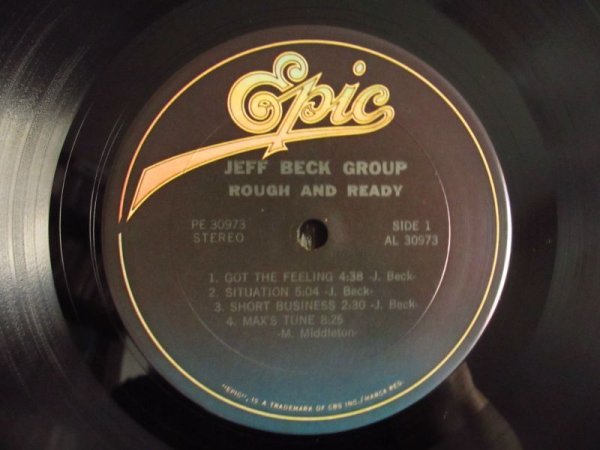 Epic
JEFF BECK GROUP
ROUGH AND READY
PE 30973 SIDE 1
STEREO AL 30973
1. GOT THE FEELING 4:38 -J. Beck-
2. SITUATION 5:04 -J. Beck-
3. SHORT BUSINESS 2:30 -J. Beck-
4. MAX'S TUNE 8:25
-M. Middleton-
"EPIC", IS A TRADEMARK OF CBS INC./MARCA REG.